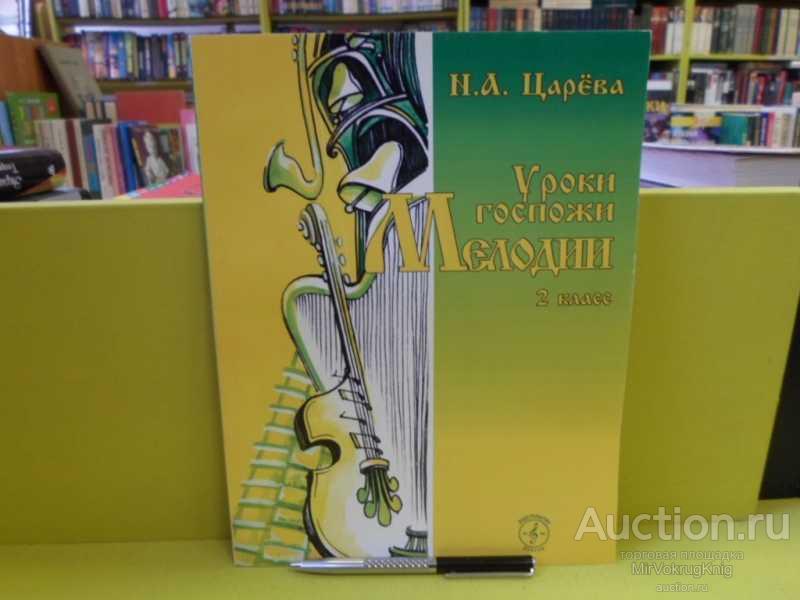 Н.А. Царёва
Уроки
госпожи
Мелодии
2 класс
Auction.ru
торговая площадка
MirVokrugKnig
auction.ru